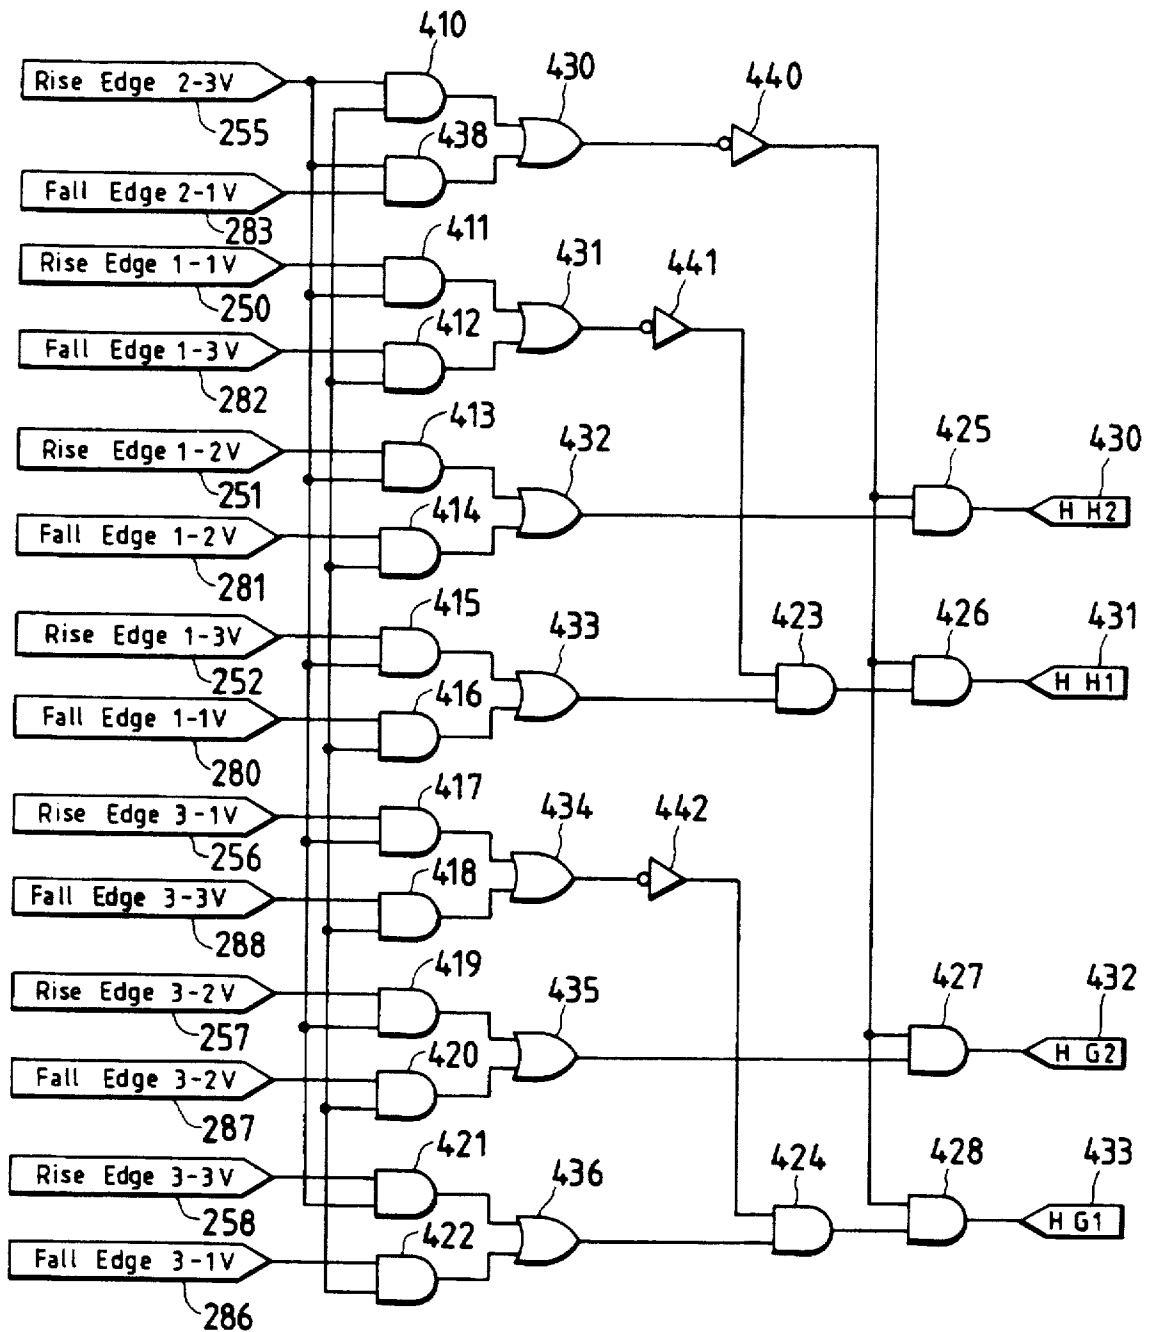 410
Rise Edge 2-3V
430
440
255
438
Fall Edge 2-1V
283
411
Rise Edge 1-1V
431
441
250
412
Fall Edge 1-3V
282
413
432
425
430
Rise Edge 1-2V
251
414
H H2
Fall Edge 1-2V
281
415
433
423
426
431
Rise Edge 1-3V
252
416
H H1
Fall Edge 1-1V
280
417
434
442
Rise Edge 3-1V
256
418
Fall Edge 3-3V
288
419
435
427
432
Rise Edge 3-2V
257
420
H G2
Fall Edge 3-2V
287
421
436
424
428
433
Rise Edge 3-3V
258
422
H G1
Fall Edge 3-1V
286